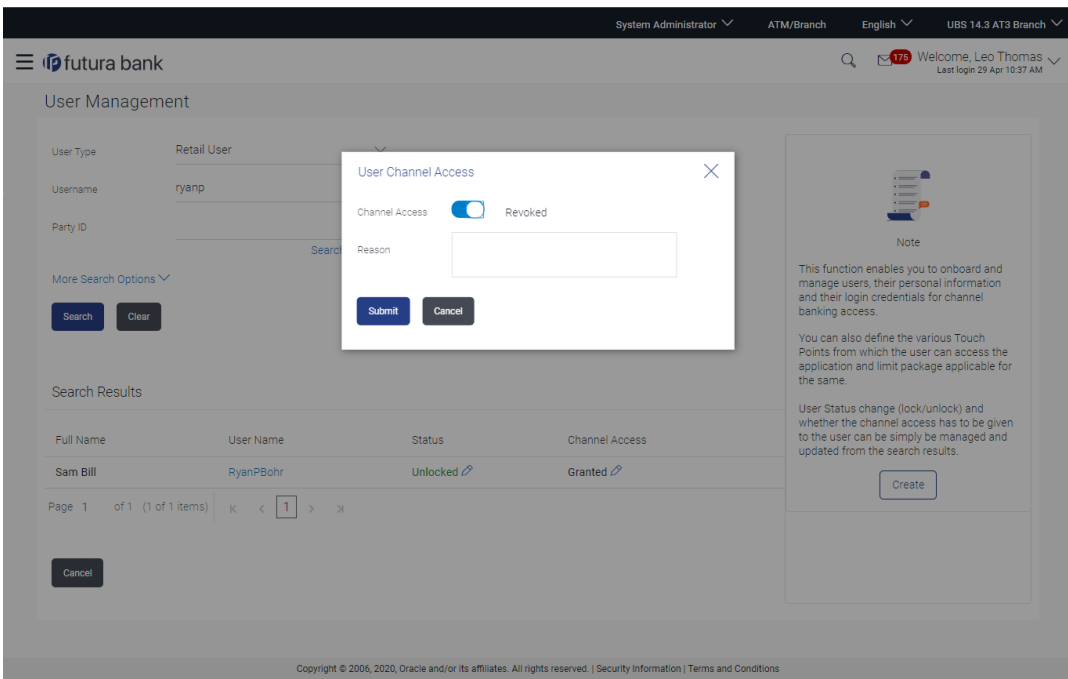 System Administrator ATM/Branch English UBS 14.3 AT3 Branch
futura bank 175 Welcome, Leo Thomas
Last login 29 Apr 10:37 AM
User Management
User Type Retail User
Username ryanp
Party ID
Search
More Search Options
Search Clear
User Channel Access
Channel Access Revoked
Reason
Submit Cancel
Note
This function enables you to onboard and
manage users, their personal information
and their login credentials for channel
banking access.
You can also define the various Touch
Points from which the user can access the
application and limit package applicable for
the same.
User Status change (lock/unlock) and
whether the channel access has to be given
to the user can be simply be managed and
updated from the search results.
Create
Search Results
Full Name User Name Status Channel Access
Sam Bill RyanPBohr Unlocked Granted
Page 1 of 1 (1 of 1 items) 1
Cancel
Copyright © 2006, 2020, Oracle and/or its affiliates. All rights reserved. | Security Information | Terms and Conditions